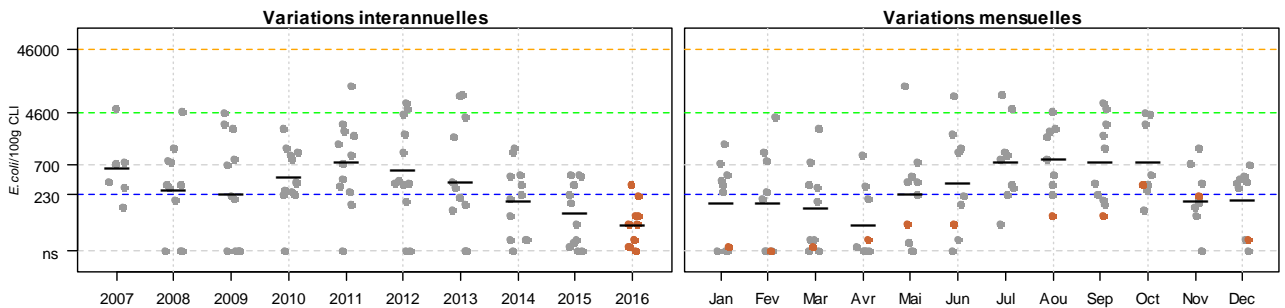 Variations interannuelles
Variations mensuelles
E.coli/100g CLI
46000
4600
700
230
ns
2007 2008 2009 2010 2011 2012 2013 2014 2015 2016
Jan Fev Mar Avr Mai Jun Jul Aou Sep Oct Nov Dec